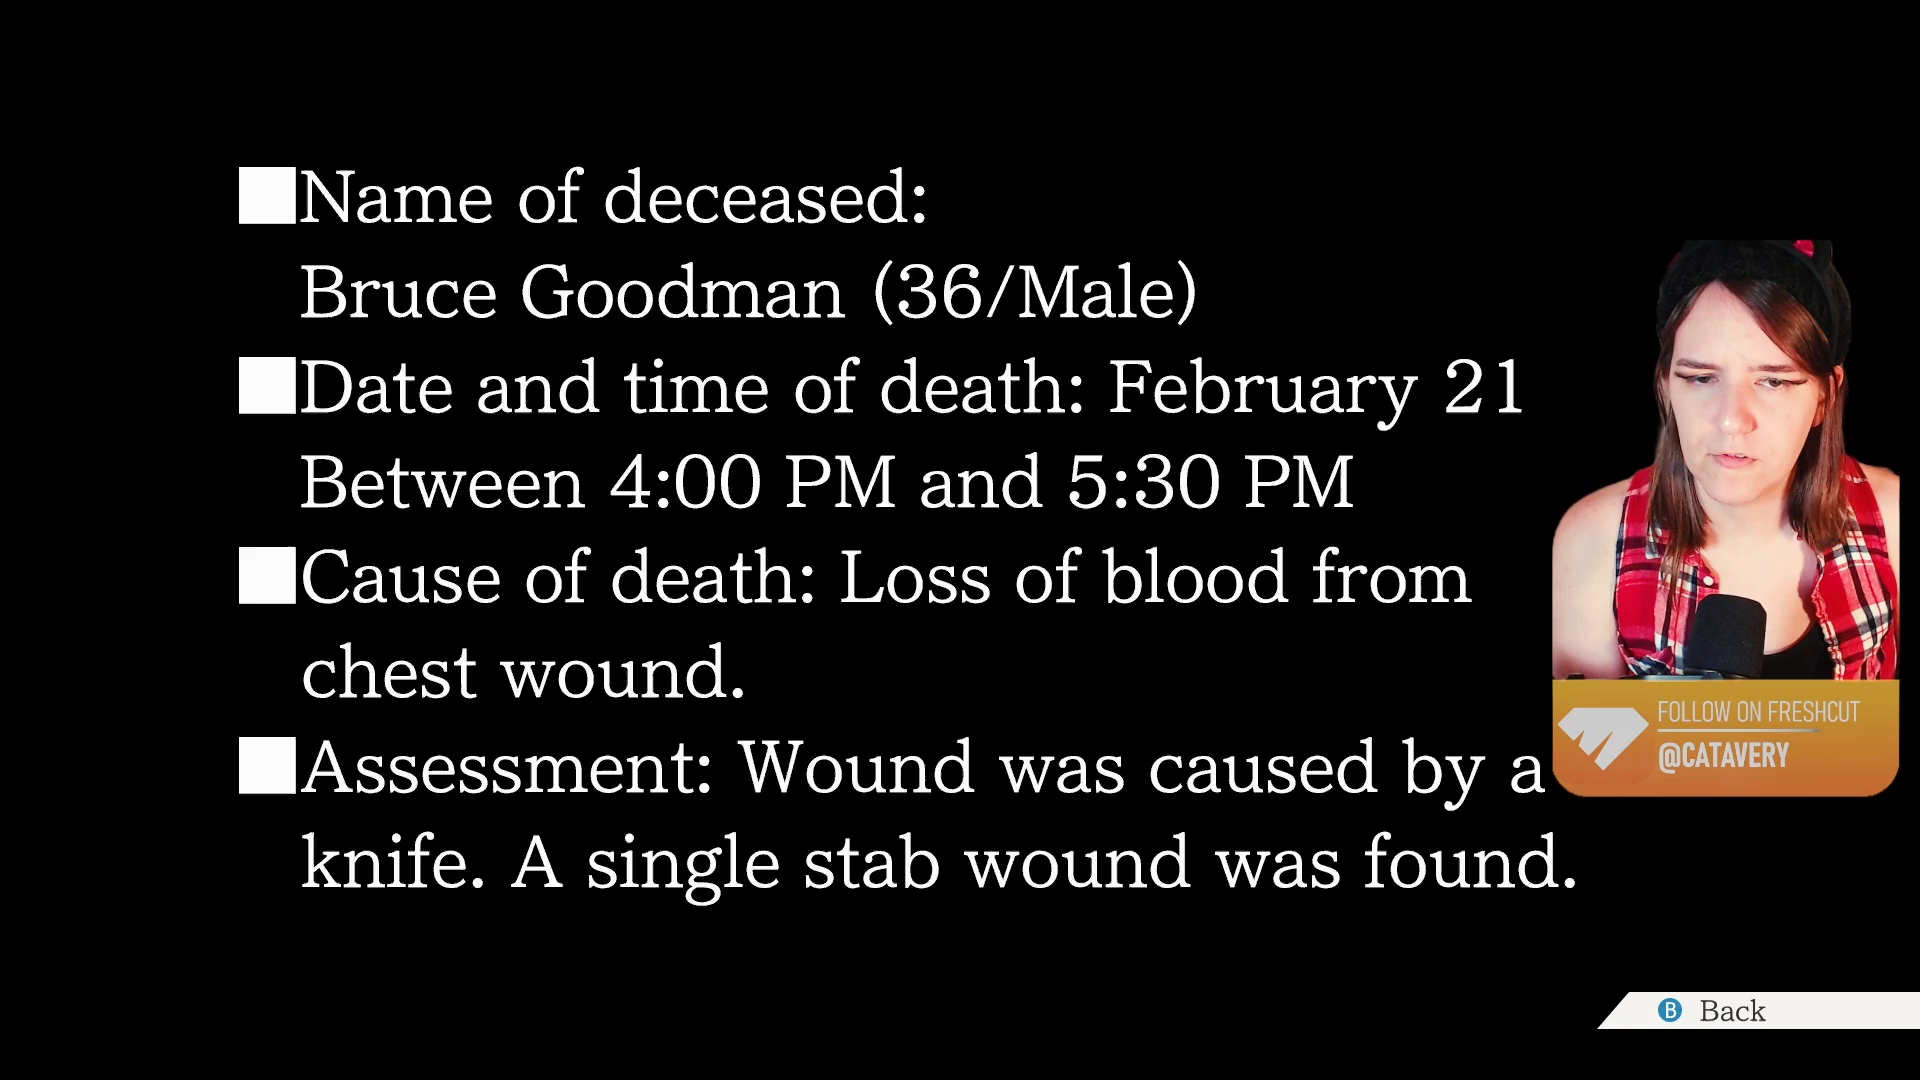 Name of deceased:
Bruce Goodman (36/Male)
Date and time of death: February 21
Between 4:00 PM and 5:30 PM
Cause of death: Loss of blood from
chest wound.
Assessment: Wound was caused by a
knife. A single stab wound was found.
FOLLOW ON FRESHCUT
@CATAVERY
B Back